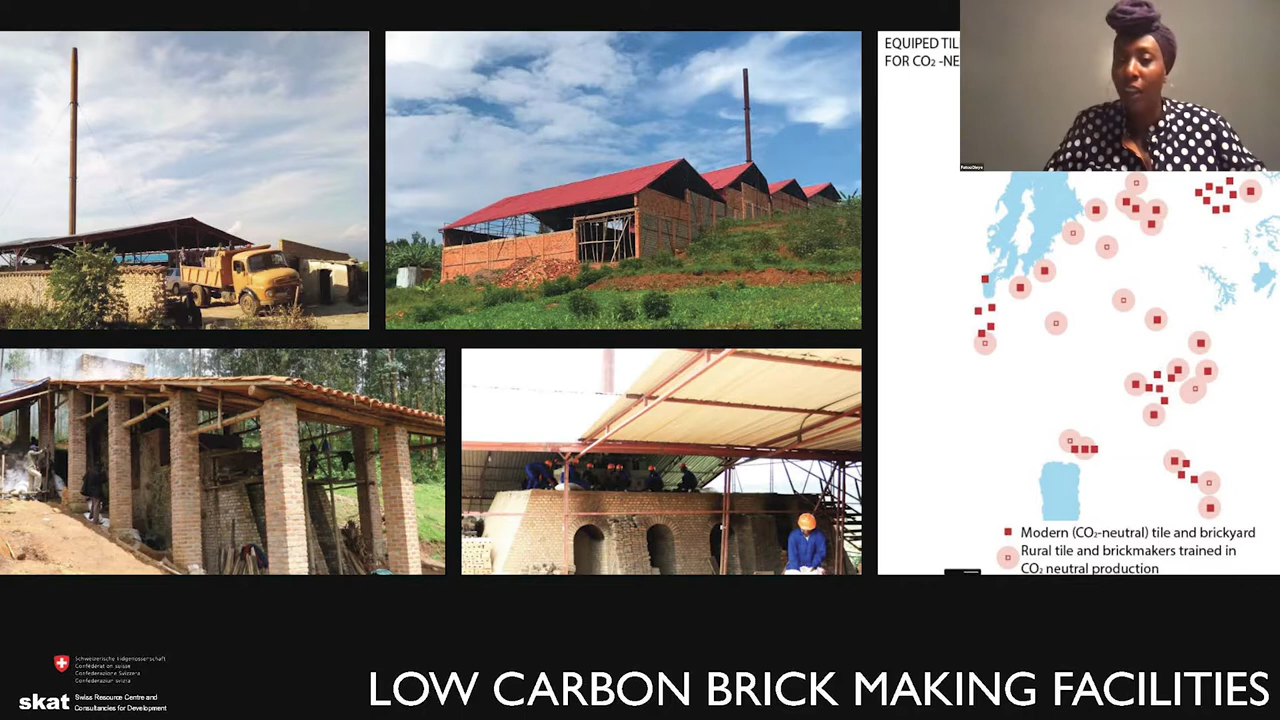 EQUIPED TIL
FOR CO₂ -NE
Modern (CO₂-neutral) tile and brickyard
Rural tile and brickmakers trained in
CO₂ neutral production
Schweizerische Eidgenossenschaft
Confédération suisse
Confederazione Svizzera
Confederaziun svizra
skat
Swiss Resource Centre and
Consultancies for Development
LOW CARBON BRICK MAKING FACILITIES